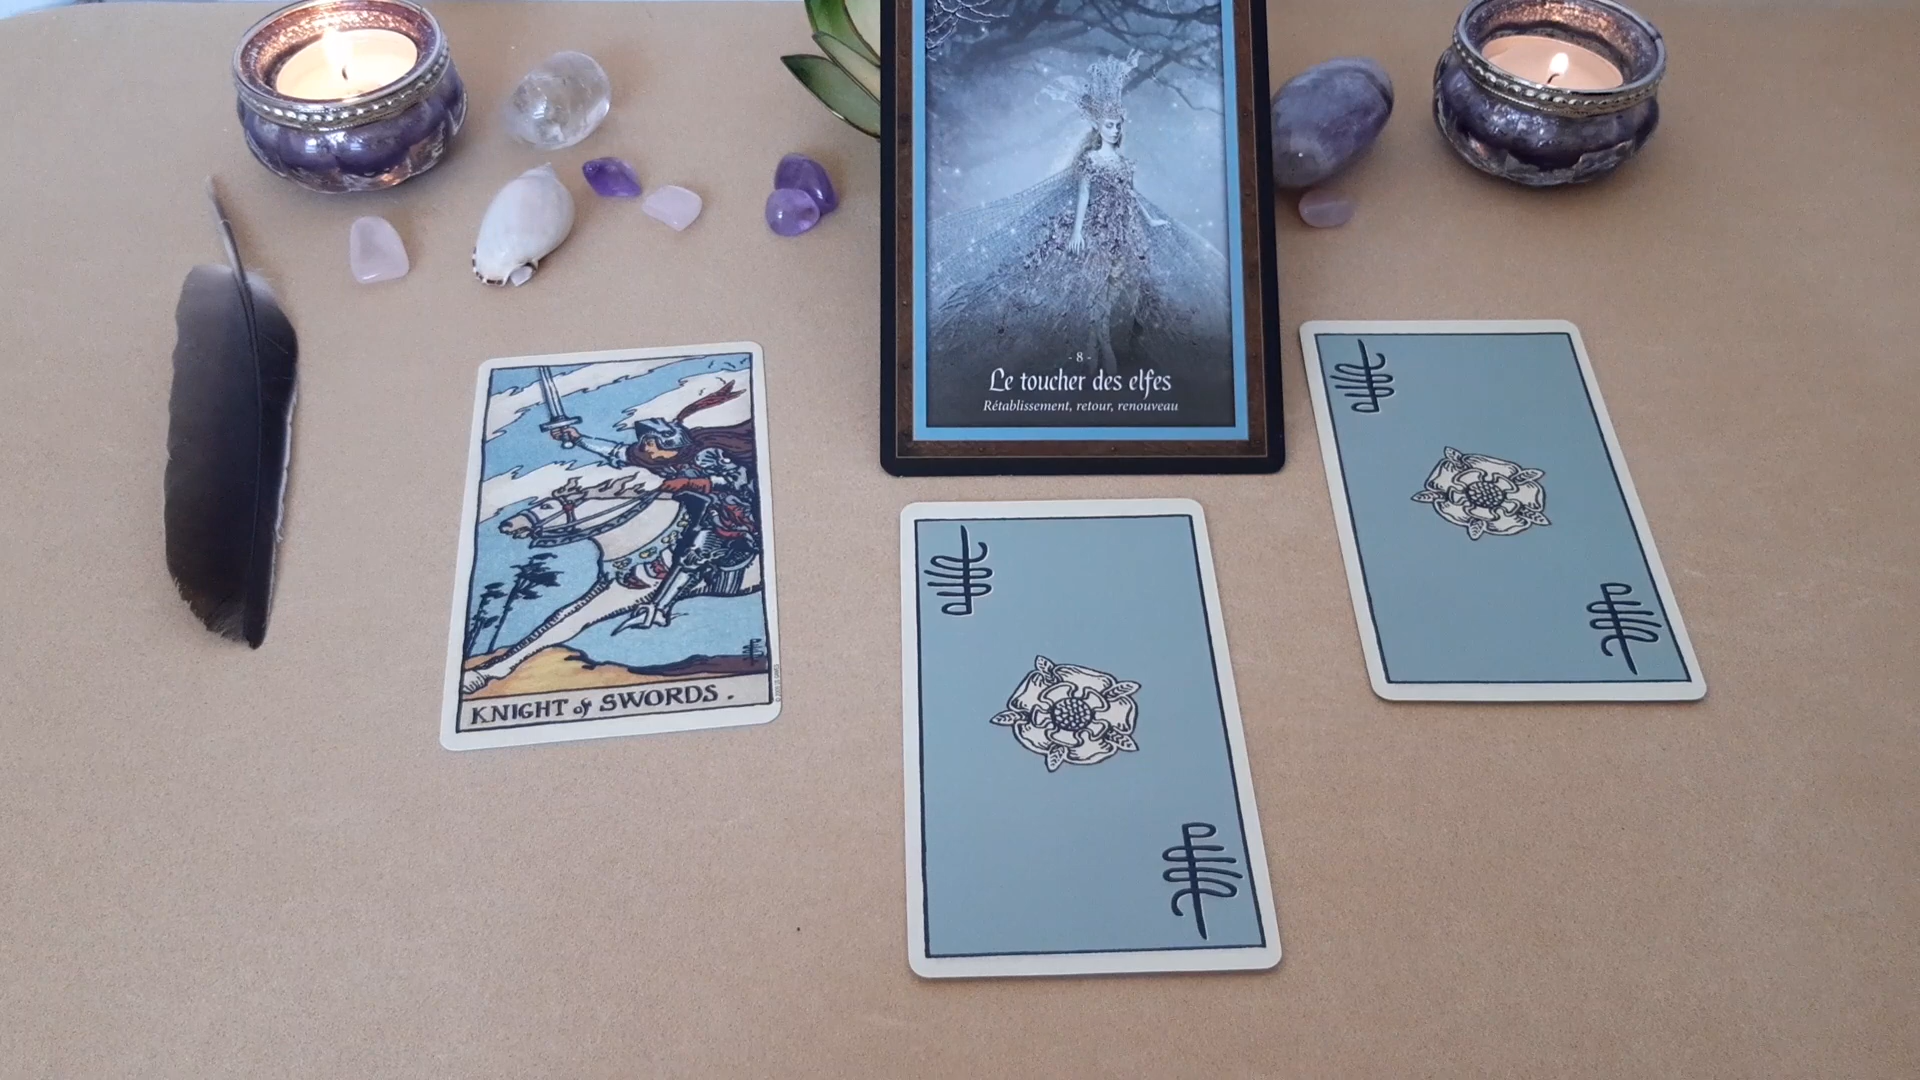 - 8 -
Le toucher des elfes
Rétablissement, retour, renouveau
KNIGHT of SWORDS.